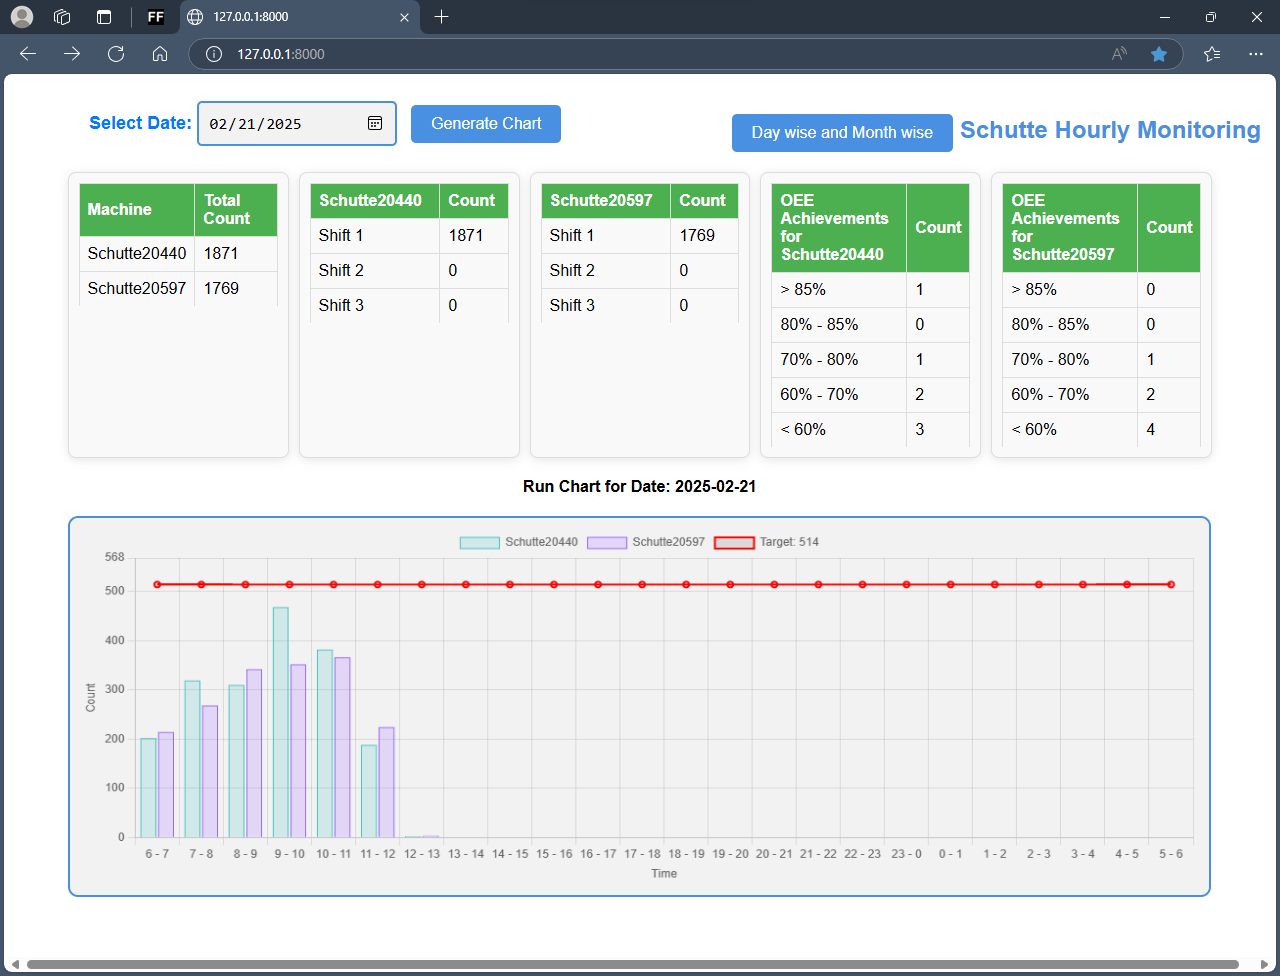 FF
127.0.0.1:8000
127.0.0.1:8000
Select Date:
02/21/2025
Generate Chart
Day wise and Month wise
Schutte Hourly Monitoring
Machine Total Count
Schutte20440 1871
Schutte20597 1769
Schutte20440 Count
Shift 1 1871
Shift 2 0
Shift 3 0
Schutte20597 Count
Shift 1 1769
Shift 2 0
Shift 3 0
OEE
Achievements
for
Schutte20440
Count
> 85% 1
80% - 85% 0
70% - 80% 1
60% - 70% 2
< 60% 3
OEE
Achievements
for
Schutte20597
Count
> 85% 0
80% - 85% 0
70% - 80% 1
60% - 70% 2
< 60% 4
Run Chart for Date: 2025-02-21
Schutte20440 Schutte20597 Target: 514
568
500
400
300
200
100
0
Count
6 - 7 7 - 8 8 - 9 9 - 10 10 - 11 11 - 12 12 - 13 13 - 14 14 - 15 15 - 16 16 - 17 17 - 18 18 - 19 19 - 20 20 - 21 21 - 22 22 - 23 23 - 0 0 - 1 1 - 2 2 - 3 3 - 4 4 - 5 5 - 6
Time